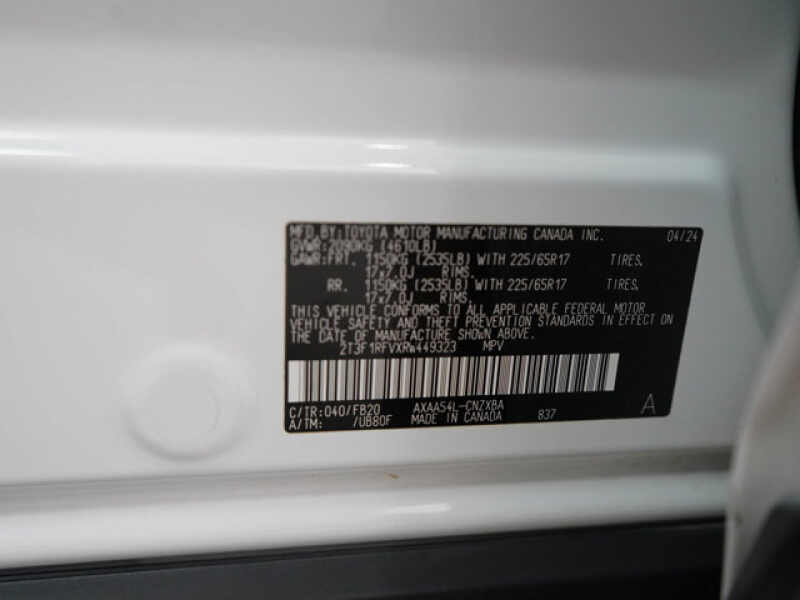 MFD. BY:TOYOTA MOTOR MANUFACTURING CANADA INC. 04/24
GVWR:2090KG (4610LB)
GAWR:FRT. 1150KG (2535LB) WITH 225/65R17 TIRES.
17x7.0J RIMS.
RR. 1150KG (2535LB) WITH 225/65R17 TIRES.
17x7.0J RIMS.
THIS VEHICLE CONFORMS TO ALL APPLICABLE FEDERAL MOTOR
VEHICLE SAFETY AND THEFT PREVENTION STANDARDS IN EFFECT ON
THE DATE OF MANUFACTURE SHOWN ABOVE.
2T3F1RFVXRW449323 MPV
C/TR:040/FB20 AXAA54L-CNZXBA
A/TM: /UB80F MADE IN CANADA 837 A